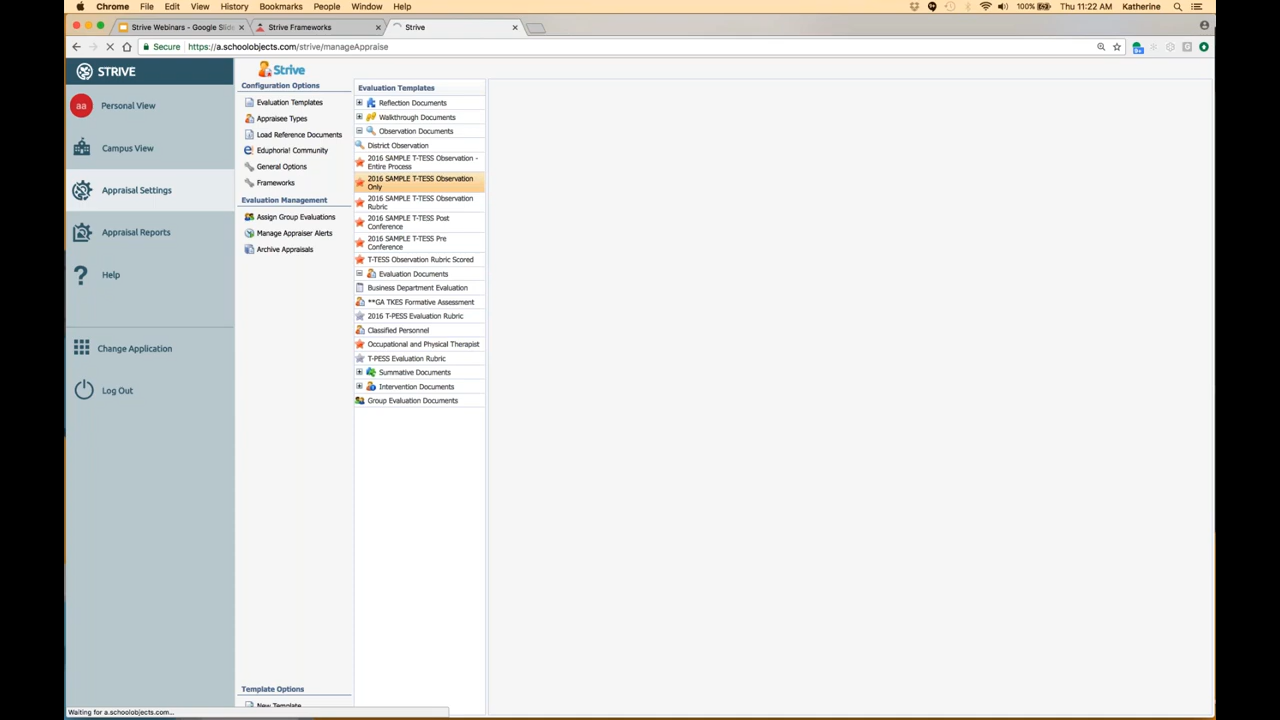 Chrome File Edit View History Bookmarks People Window Help 100% Thu 11:22 AM Katherine
Strive Webinars - Google Slide Strive Frameworks Strive
Secure https://a.schoolobjects.com/strive/manageAppraise
STRIVE
aa Personal View
Campus View
Appraisal Settings
Appraisal Reports
Help
Change Application
Log Out
Strive
Configuration Options
Evaluation Templates
Appraisee Types
Load Reference Documents
Eduphoria! Community
General Options
Frameworks
Evaluation Management
Assign Group Evaluations
Manage Appraiser Alerts
Archive Appraisals
Template Options
New Template
Evaluation Templates
Reflection Documents
Walkthrough Documents
Observation Documents
District Observation
2016 SAMPLE T-TESS Observation -
Entire Process
2016 SAMPLE T-TESS Observation
Only
2016 SAMPLE T-TESS Observation
Rubric
2016 SAMPLE T-TESS Post
Conference
2016 SAMPLE T-TESS Pre
Conference
T-TESS Observation Rubric Scored
Evaluation Documents
Business Department Evaluation
**GA TKES Formative Assessment
2016 T-PESS Evaluation Rubric
Classified Personnel
Occupational and Physical Therapist
T-PESS Evaluation Rubric
Summative Documents
Intervention Documents
Group Evaluation Documents
Waiting for a.schoolobjects.com...